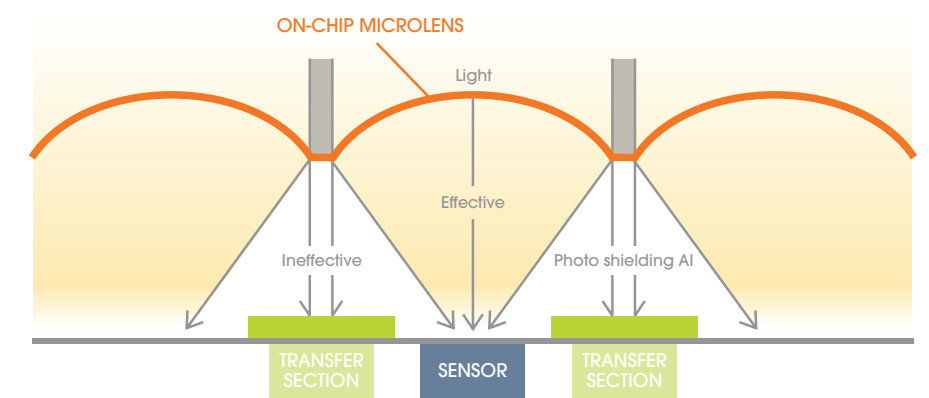 ON-CHIP MICROLENS
Light
Effective
Ineffective
Photo shielding Al
TRANSFER
SECTION
SENSOR
TRANSFER
SECTION